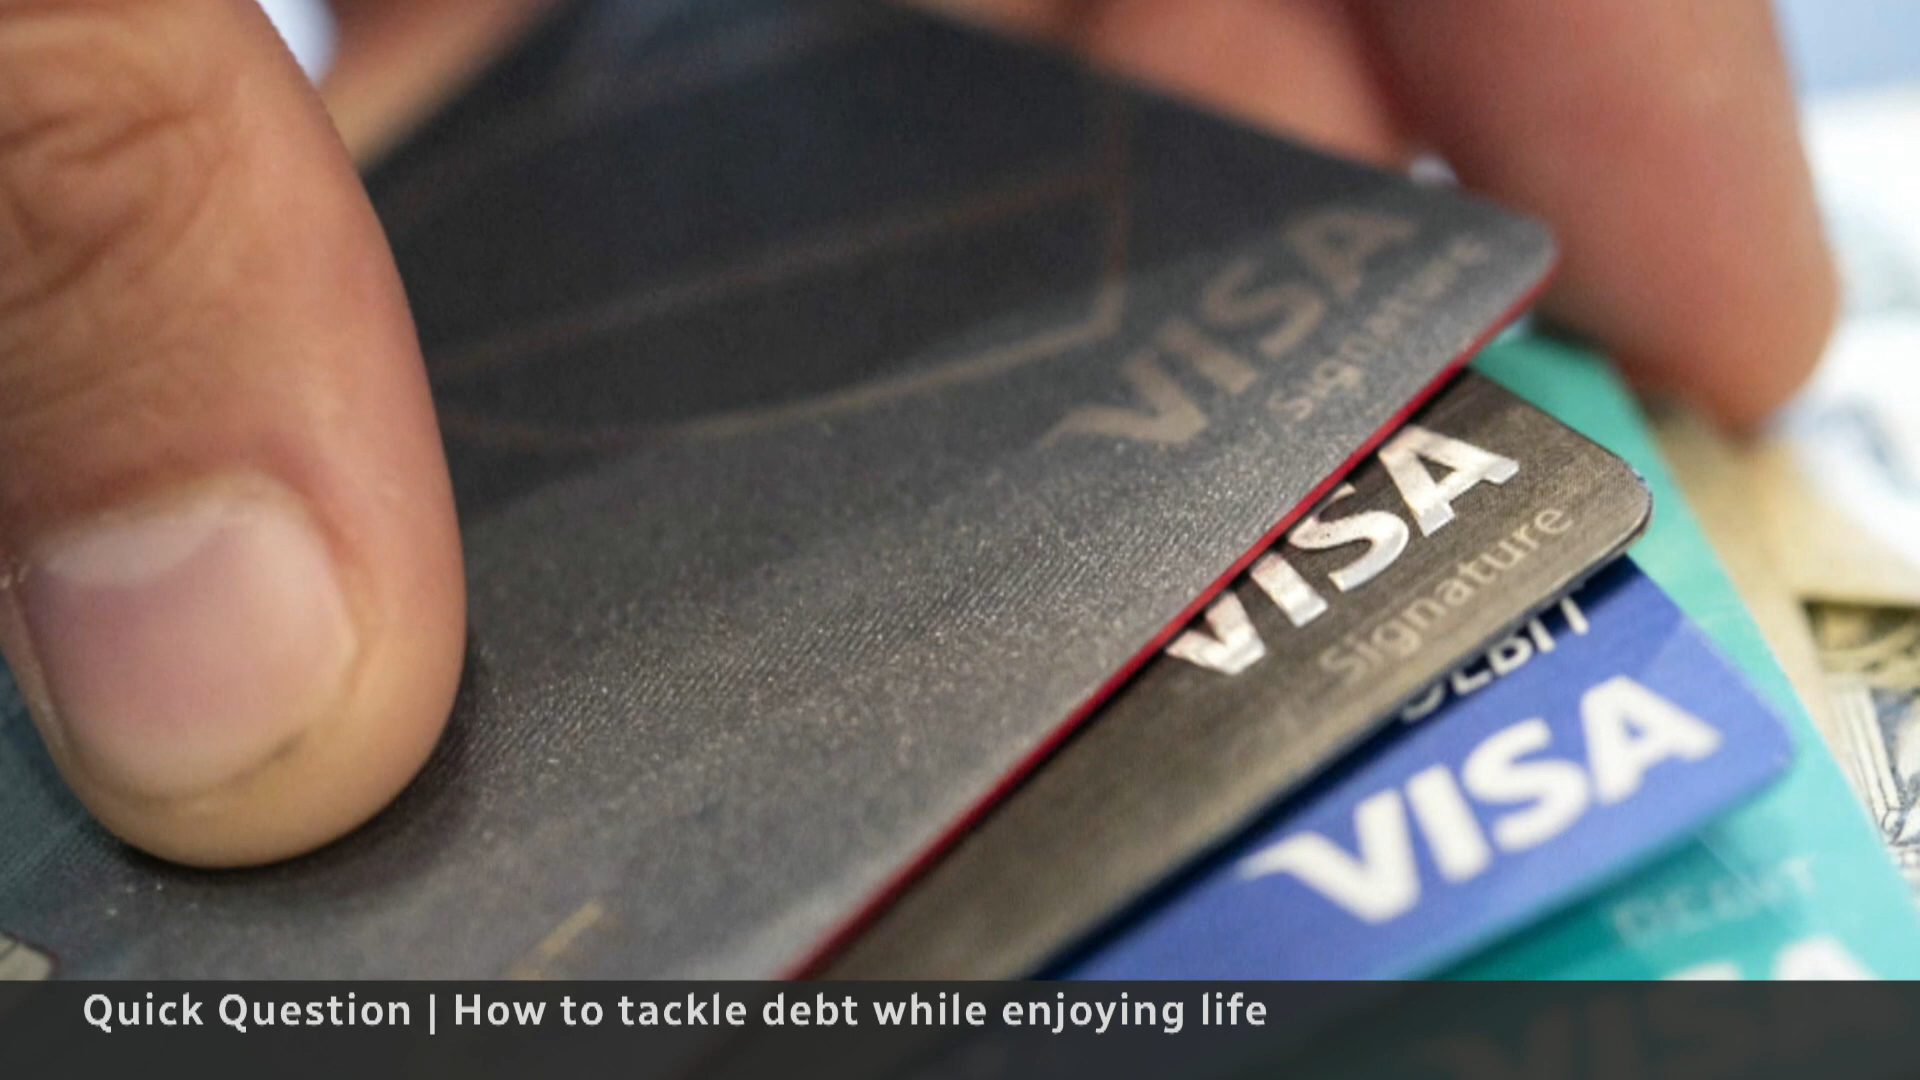 VISA
Signature
VISA
Signature
DEBIT
VISA
Quick Question | How to tackle debt while enjoying life